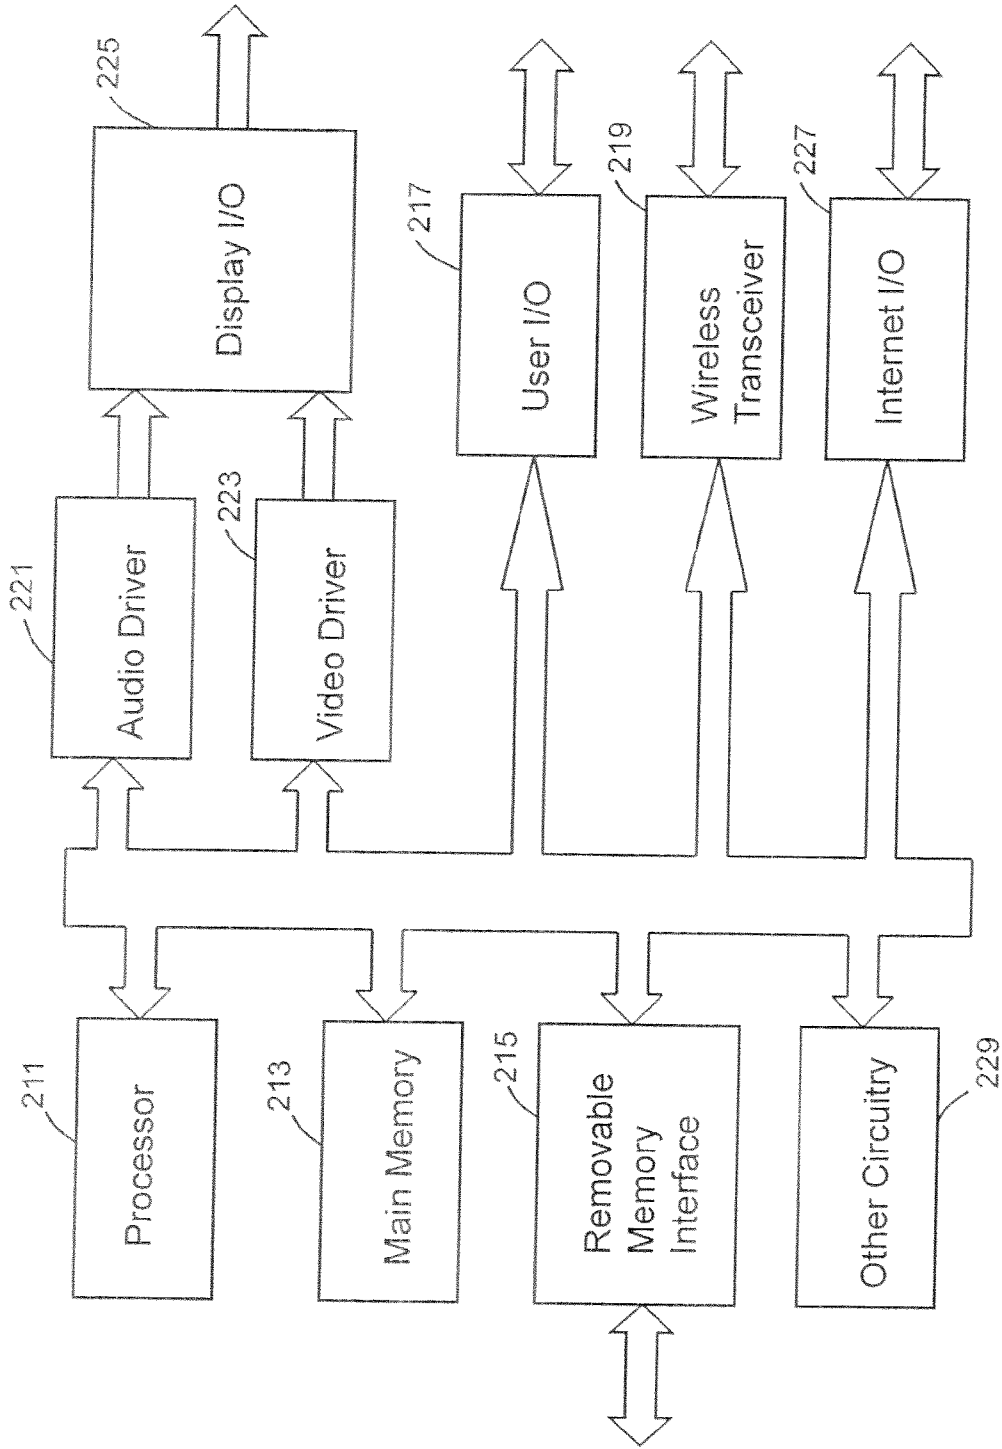 211
Processor
213
Main Memory
215
Removable
Memory
Interface
Other Circuitry
229
221
Audio Driver
223
Video Driver
225
Display I/O
217
User I/O
219
Wireless
Transceiver
227
Internet I/O